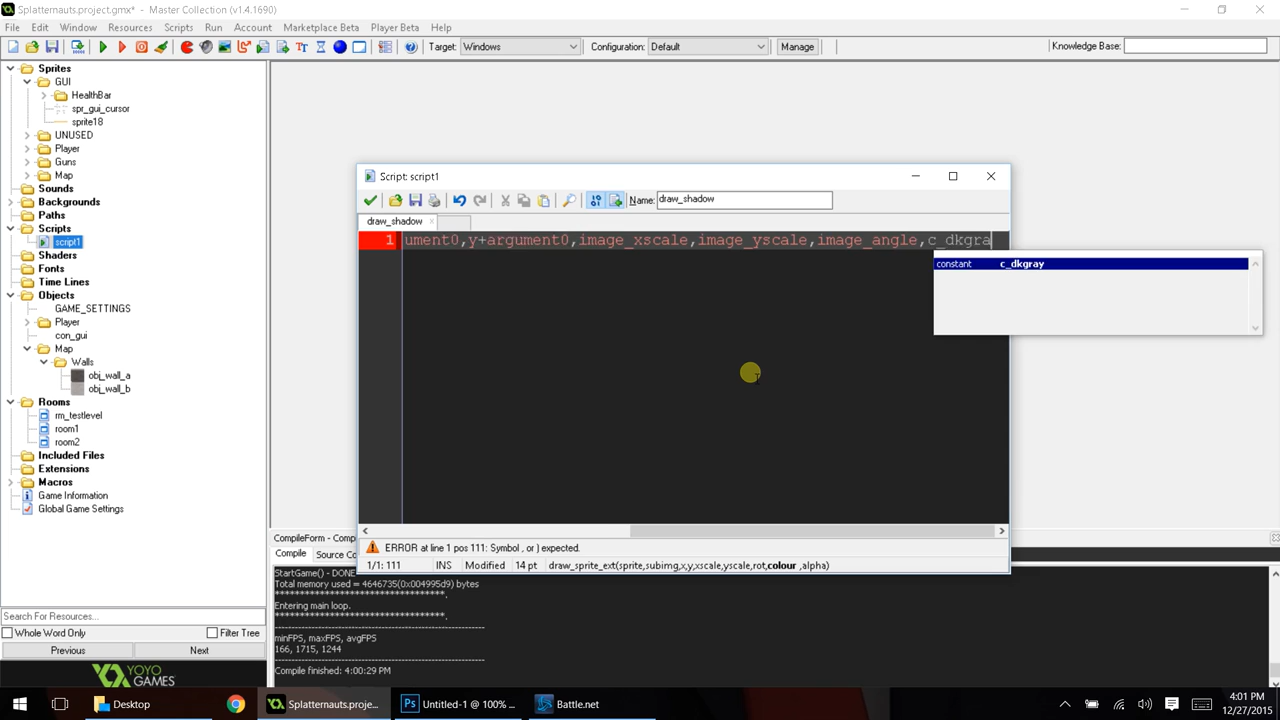 Splatternauts.project.gmx* - Master Collection (v1.4.1690)
File Edit Window Resources Scripts Run Account Marketplace Beta Player Beta Help
Target: Windows Configuration: Default Manage Knowledge Base:
Sprites
GUI
HealthBar
spr_gui_cursor
sprite18
UNUSED
Player
Guns
Map
Sounds
Backgrounds
Paths
Scripts
script1
Shaders
Fonts
Time Lines
Objects
GAME_SETTINGS
Player
con_gui
Map
Walls
obj_wall_a
obj_wall_b
Rooms
rm_testlevel
room1
room2
Included Files
Extensions
Macros
Game Information
Global Game Settings
Search For Resources...
Whole Word Only Filter Tree
Previous Next
YOYO
GAMES™
Script: script1
Name: draw_shadow
draw_shadow
1 ument0,y+argument0,image_xscale,image_yscale,image_angle,c_dkgra
constant c_dkgray
ERROR at line 1 pos 111: Symbol , or ) expected.
1/1: 111 INS Modified 14 pt draw_sprite_ext(sprite,subimg,x,y,xscale,yscale,rot,colour ,alpha)
CompileForm - Comp
Compile Source Co
StartGame() - DONE
Total memory used = 4646735(0x004995d9) bytes
**********************************.
Entering main loop.
**********************************.
---------------------------------------------
minFPS, maxFPS, avgFPS
166, 1715, 1244
---------------------------------------------
Compile finished: 4:00:29 PM
Desktop Splatternauts.proje... Untitled-1 @ 100% ... Battle.net
4:01 PM
12/27/2015